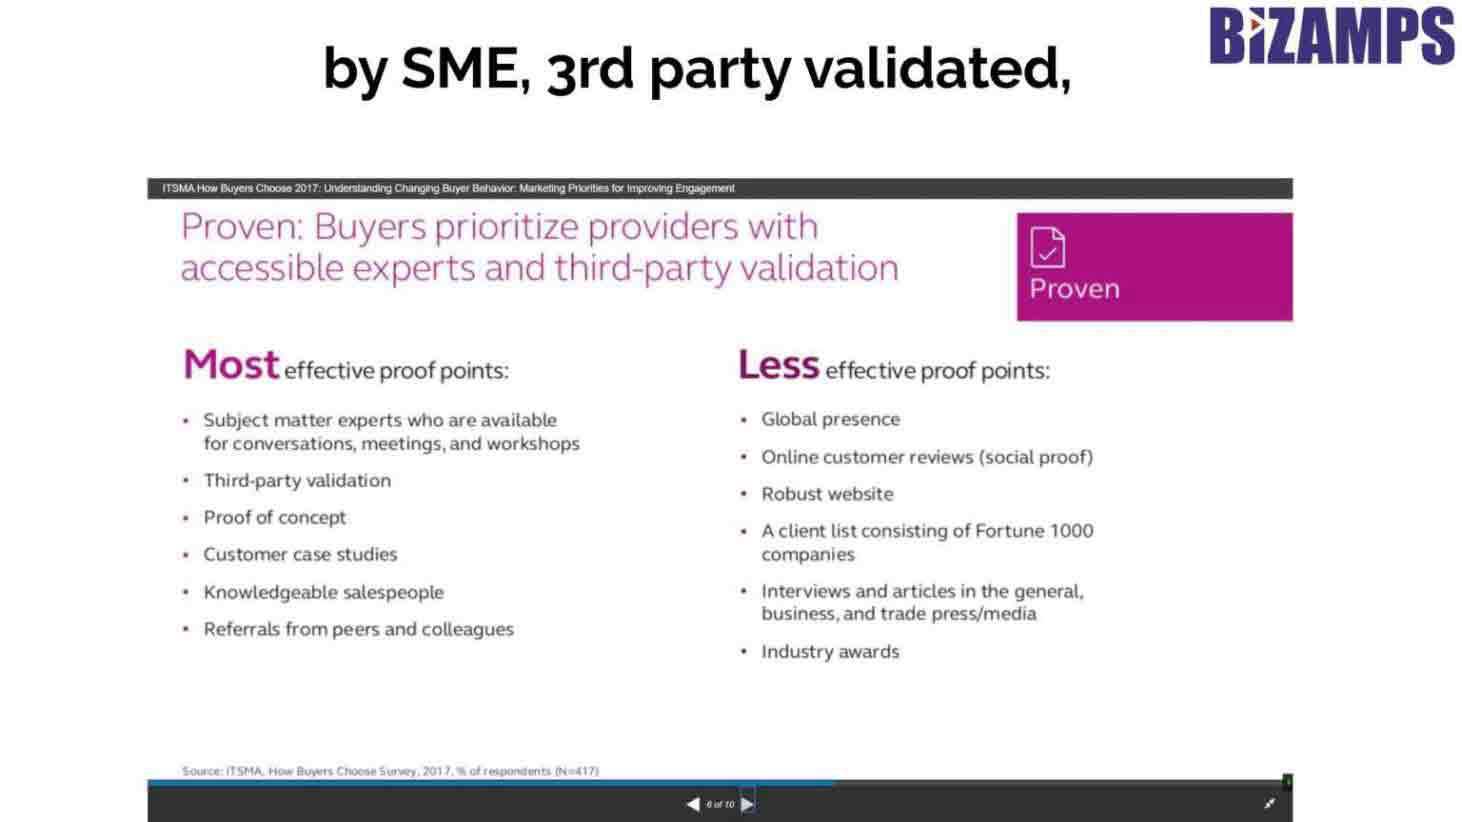 BiZAMPS
by SME, 3rd party validated,
ITSMA How Buyers Choose 2017: Understanding Changing Buyer Behavior: Marketing Priorities for Improving Engagement
Proven: Buyers prioritize providers with
accessible experts and third-party validation
Proven
Most effective proof points:
• Subject matter experts who are available
for conversations, meetings, and workshops
• Third-party validation
• Proof of concept
• Customer case studies
• Knowledgeable salespeople
• Referrals from peers and colleagues
Less effective proof points:
• Global presence
• Online customer reviews (social proof)
• Robust website
• A client list consisting of Fortune 1000
companies
• Interviews and articles in the general,
business, and trade press/media
• Industry awards
Source: ITSMA, How Buyers Choose Survey, 2017, % of respondents (N=417)
6 of 10